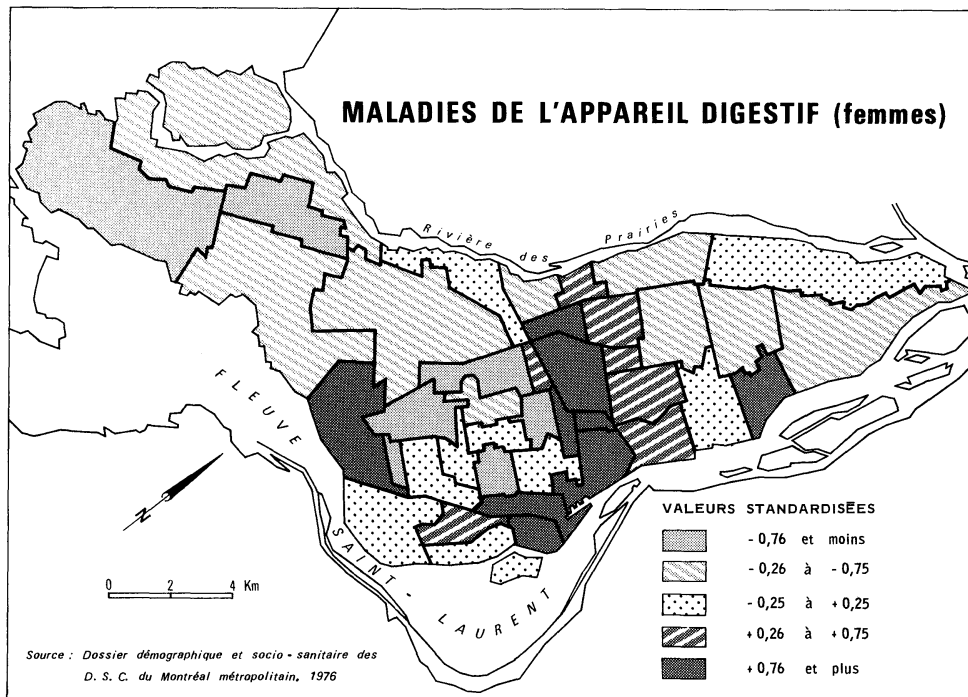 MALADIES DE L'APPAREIL DIGESTIF (femmes)
Rivière des Prairies
FLEUVE SAINT - LAURENT
N
0 2 4 Km
VALEURS STANDARDISÉES
- 0,76 et moins
- 0,26 à - 0,75
- 0,25 à + 0,25
+ 0,26 à + 0,75
+ 0,76 et plus
Source : Dossier démographique et socio - sanitaire des
D. S. C. du Montréal métropolitain, 1976